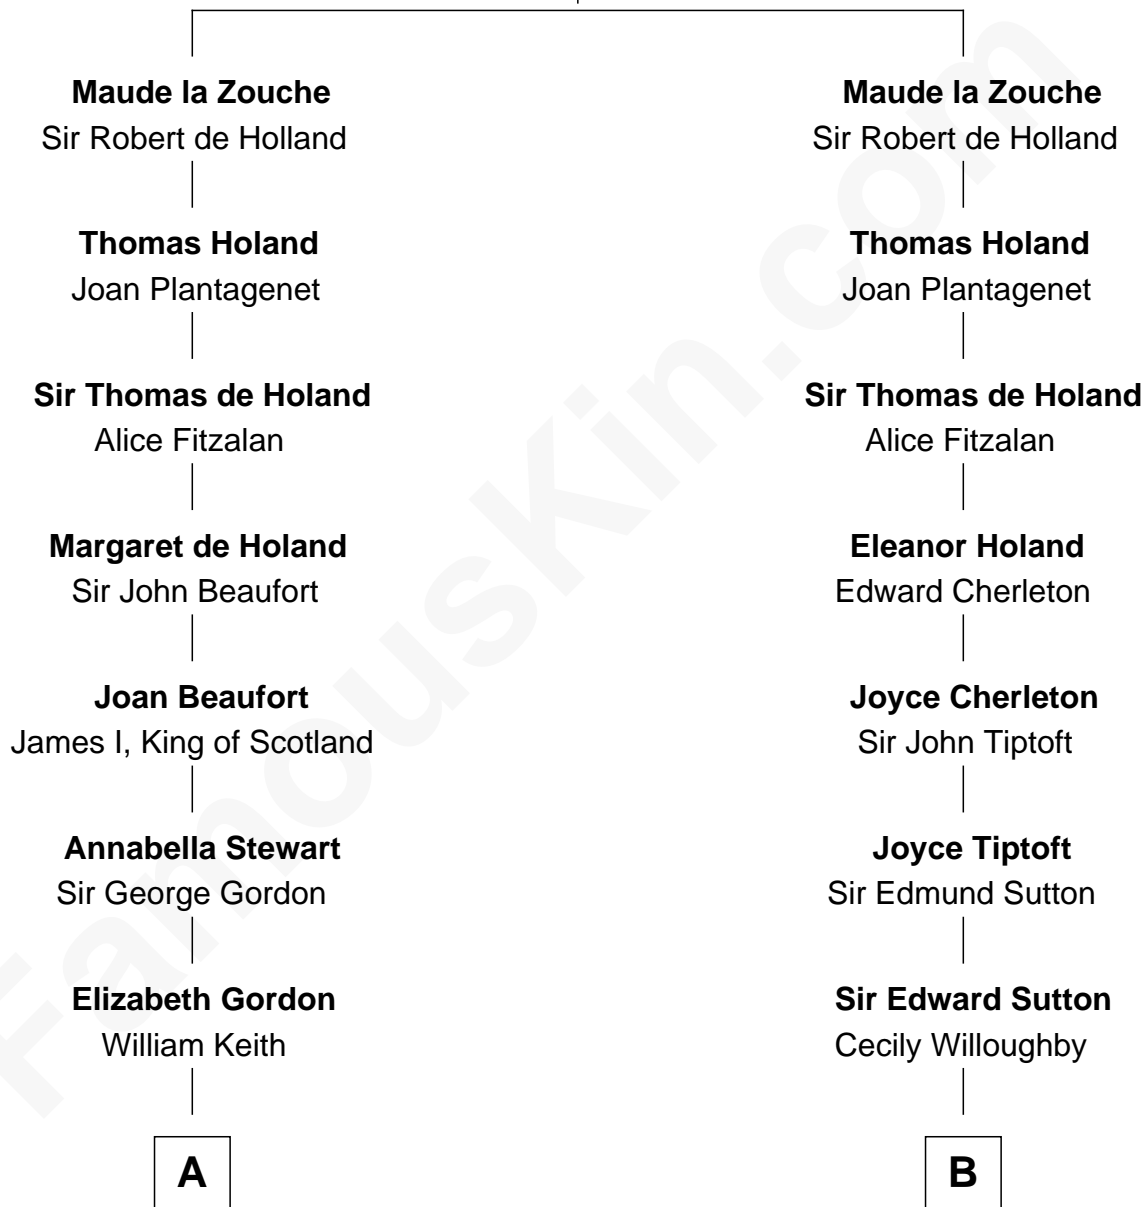 Maude la Zouche
Sir Robert de Holland
Thomas Holand
Joan Plantagenet
Sir Thomas de Holand
Alice Fitzalan
Margaret de Holand
Sir John Beaufort
Joan Beaufort
James I, King of Scotland
Annabella Stewart
Sir George Gordon
Elizabeth Gordon
William Keith
A
Maude la Zouche
Sir Robert de Holland
Thomas Holand
Joan Plantagenet
Sir Thomas de Holand
Alice Fitzalan
Eleanor Holand
Edward Cherleton
Joyce Cherleton
Sir John Tiptoft
Joyce Tiptoft
Sir Edmund Sutton
Sir Edward Sutton
Cecily Willoughby
B
FamousKin.com